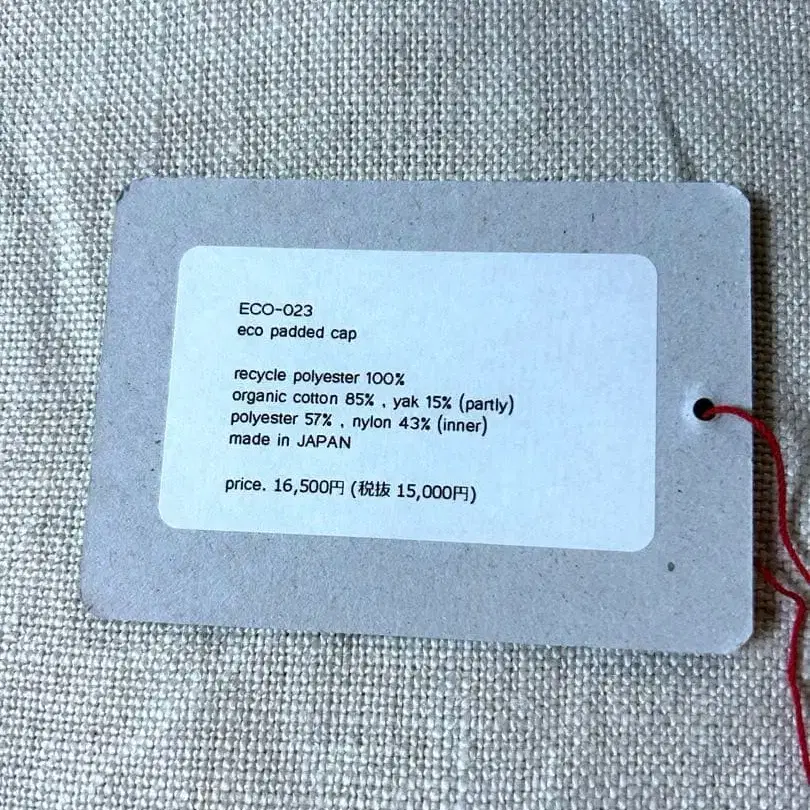 ECO-023
eco padded cap
recycle polyester 100%
organic cotton 85% , yak 15% (partly)
polyester 57% , nylon 43% (inner)
made in JAPAN
price. 16,500円 (税抜 15,000円)